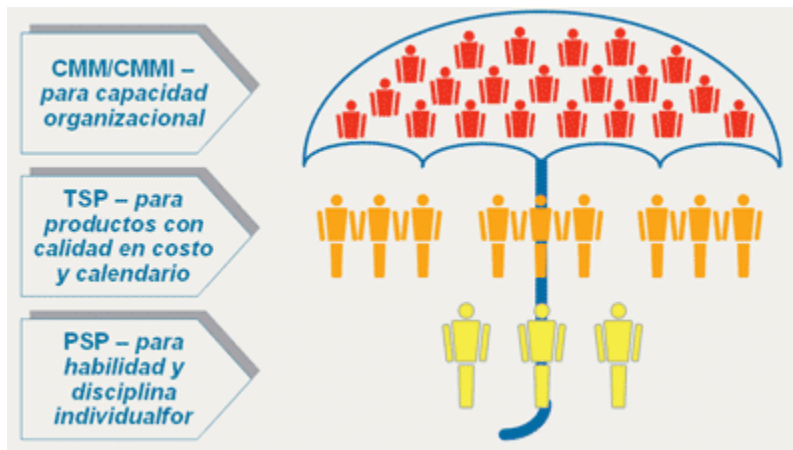 CMM/CMMI –
para capacidad
organizacional
TSP – para
productos con
calidad en costo
y calendario
PSP – para
habilidad y
disciplina
individualfor